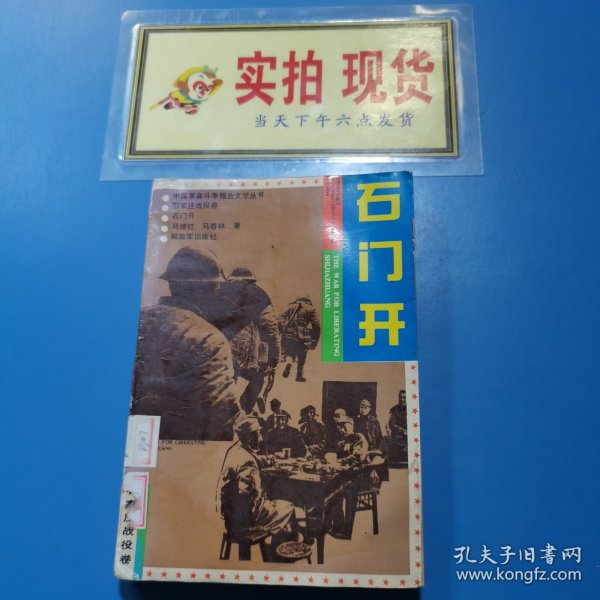 实拍 现货
当天下午六点发货
中国革命斗争报告文学丛书
石家庄战役卷
石门开
马继红 马春林 著
解放军出版社
石门开
THE WAR FOR LIBERATING
SHIJIAZHUANG
FOR LIBERATING
战役卷
孔夫子旧书网
www.kongfz.com